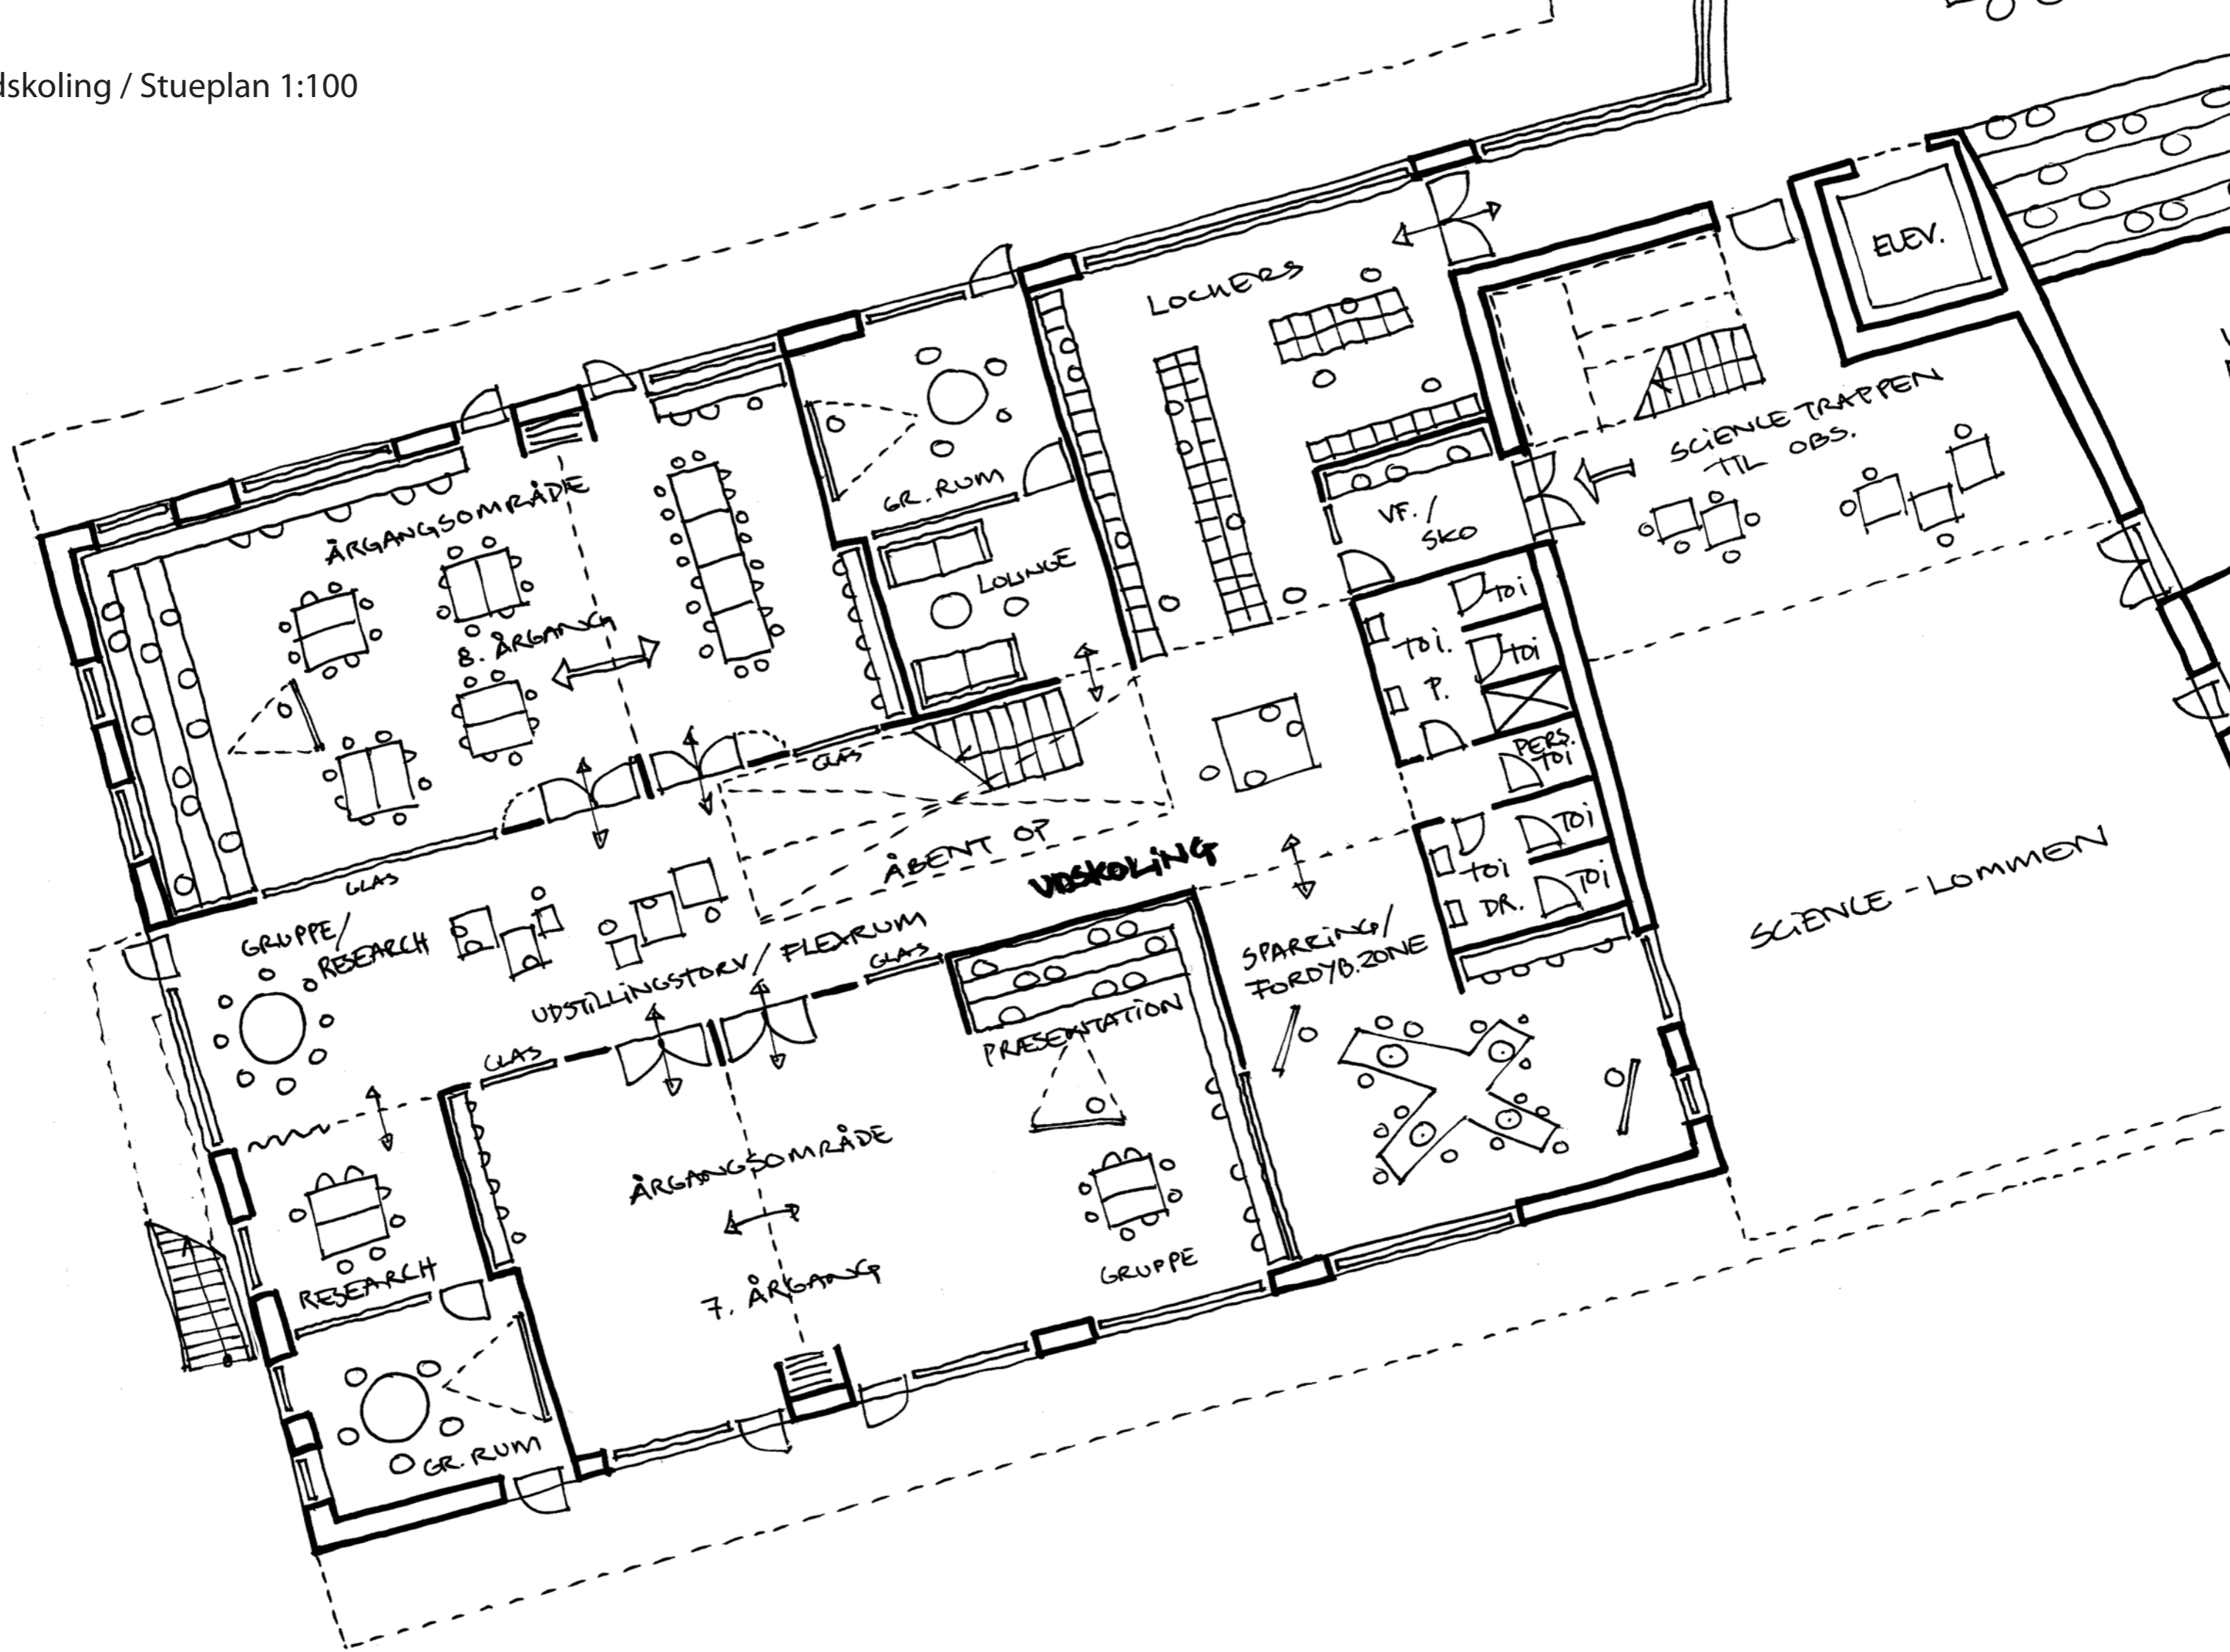 dskoling / Stueplan 1:100
ELEV.
LOCKERS
SCIENCE TRAPPEN
TIL OBS.
GR. RUM
ÅRGANGSOMRÅDE
VF. /
SKO
LOUNGE
TOI
8. ÅRGANG
TOI.
P.
TOI
PERS.
TOI
GLAS
ÅBENT OP
TOI
UDSKOLING
TOI
DR.
TOI
GLAS
SCIENCE - LOMMEN
GRUPPE/
RESEARCH
UDSTILLINGSTORV/ FLEXRUM
GLAS
SPARRING/
FORDYB.ZONE
PRÆSENTATION
GLAS
ÅRGANGSOMRÅDE
7. ÅRGANG
GRUPPE
RESEARCH
GR. RUM